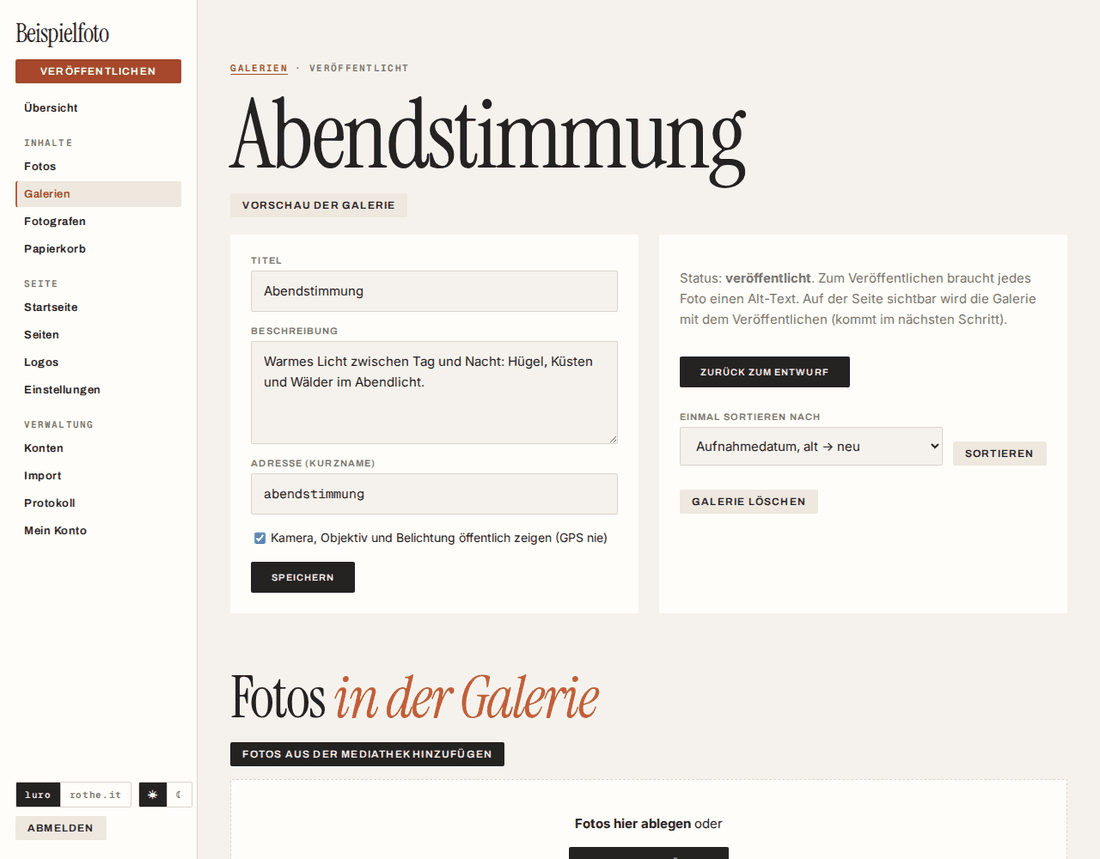 Beispielfoto
VERÖFFENTLICHEN
Übersicht
INHALTE
Fotos
Galerien
Fotografen
Papierkorb
SEITE
Startseite
Seiten
Logos
Einstellungen
VERWALTUNG
Konten
Import
Protokoll
Mein Konto
luro rothe.it
ABMELDEN
GALERIEN · VERÖFFENTLICHT
Abendstimmung
VORSCHAU DER GALERIE
TITEL
Abendstimmung
BESCHREIBUNG
Warmes Licht zwischen Tag und Nacht: Hügel, Küsten
und Wälder im Abendlicht.
ADRESSE (KURZNAME)
abendstimmung
Kamera, Objektiv und Belichtung öffentlich zeigen (GPS nie)
SPEICHERN
Status: veröffentlicht. Zum Veröffentlichen braucht jedes
Foto einen Alt-Text. Auf der Seite sichtbar wird die Galerie
mit dem Veröffentlichen (kommt im nächsten Schritt).
ZURÜCK ZUM ENTWURF
EINMAL SORTIEREN NACH
Aufnahmedatum, alt → neu
SORTIEREN
GALERIE LÖSCHEN
Fotos in der Galerie
FOTOS AUS DER MEDIATHEK HINZUFÜGEN
Fotos hier ablegen oder